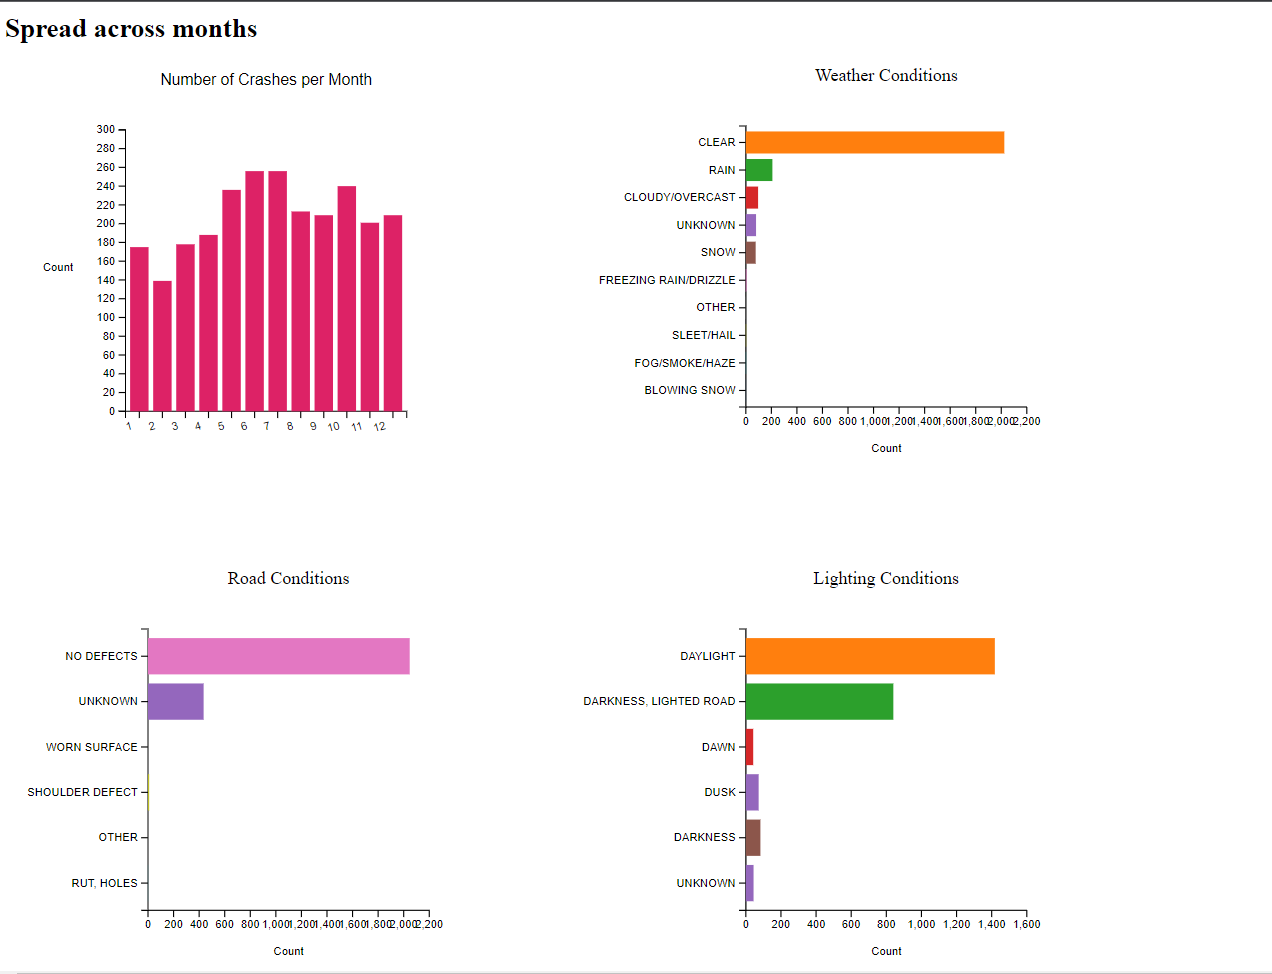 Spread across months
Number of Crashes per Month
300
280
260
240
220
200
180
160
140
120
100
80
60
40
20
0
Count
1 2 3 4 5 6 7 8 9 10 11 12
Weather Conditions
CLEAR
RAIN
CLOUDY/OVERCAST
UNKNOWN
SNOW
FREEZING RAIN/DRIZZLE
OTHER
SLEET/HAIL
FOG/SMOKE/HAZE
BLOWING SNOW
0 200 400 600 800 1,000 1,200 1,400 1,600 1,800 2,000 2,200
Count
Road Conditions
NO DEFECTS
UNKNOWN
WORN SURFACE
SHOULDER DEFECT
OTHER
RUT, HOLES
0 200 400 600 800 1,000 1,200 1,400 1,600 1,800 2,000 2,200
Count
Lighting Conditions
DAYLIGHT
DARKNESS, LIGHTED ROAD
DAWN
DUSK
DARKNESS
UNKNOWN
0 200 400 600 800 1,000 1,200 1,400 1,600
Count